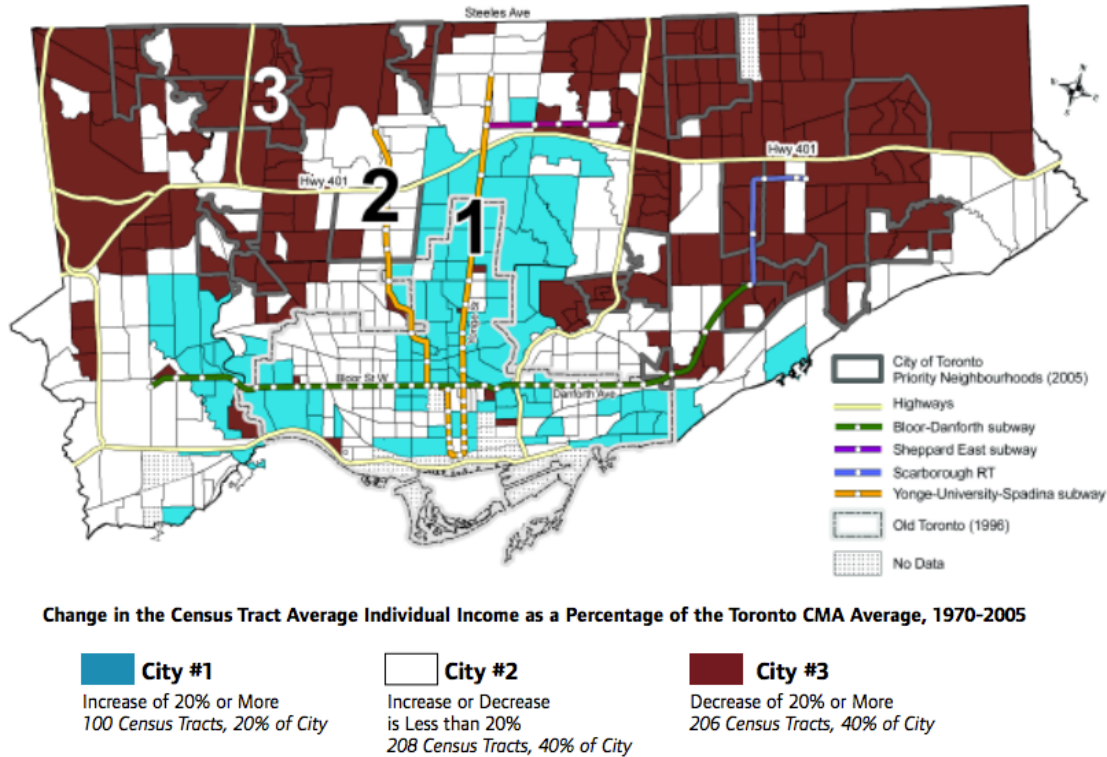 Steeles Ave
3
Hwy 401
Hwy 401
2
1
Yonge St
Bloor St W
Danforth Ave
City of Toronto
Priority Neighbourhoods (2005)
Highways
Bloor-Danforth subway
Sheppard East subway
Scarborough RT
Yonge-University-Spadina subway
Old Toronto (1996)
No Data
Change in the Census Tract Average Individual Income as a Percentage of the Toronto CMA Average, 1970–2005
City #1
Increase of 20% or More
100 Census Tracts, 20% of City
City #2
Increase or Decrease
is Less than 20%
208 Census Tracts, 40% of City
City #3
Decrease of 20% or More
206 Census Tracts, 40% of City